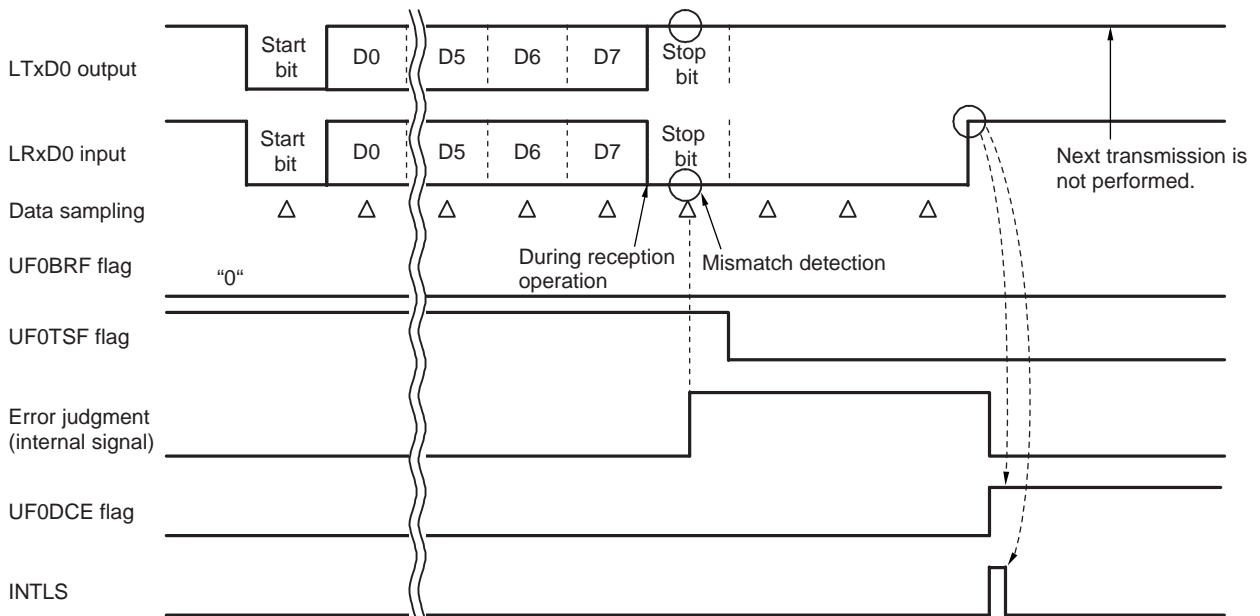 LTxD0 output
Start
bit
D0
D5
D6
D7
Stop
bit
LRxD0 input
Start
bit
D0
D5
D6
D7
Stop
bit
Next transmission is
not performed.
Data sampling
During reception
operation
Mismatch detection
UF0BRF flag
“0“
UF0TSF flag
Error judgment
(internal signal)
UF0DCE flag
INTLS